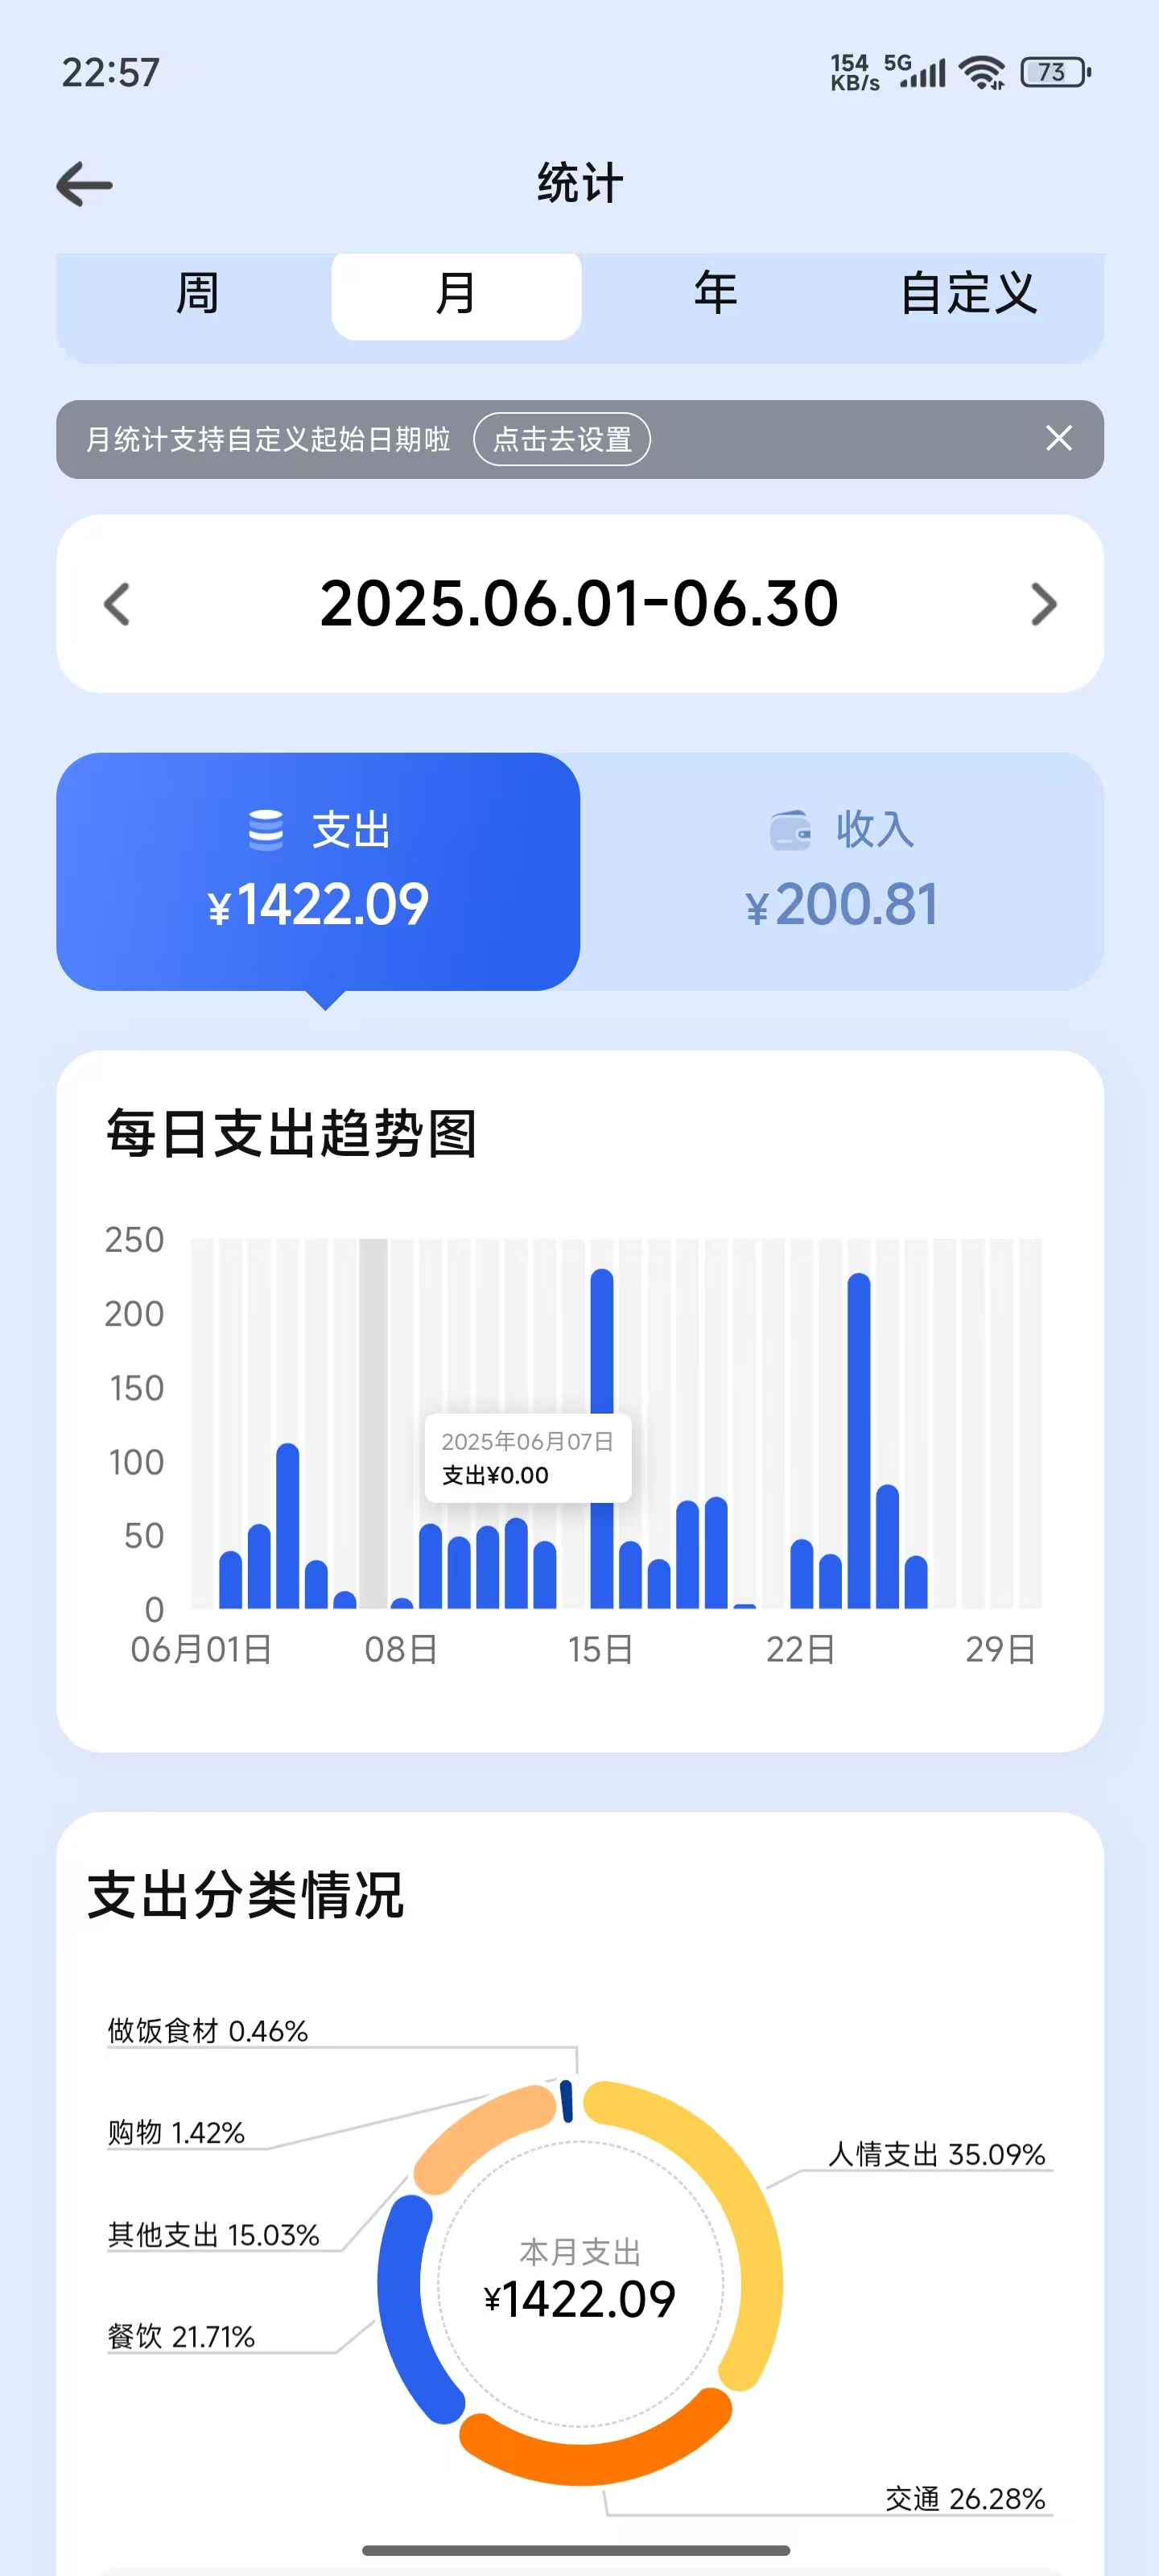 22:57
154 KB/s 5G 73
统计
周 月 年 自定义
月统计支持自定义起始日期啦 点击去设置
2025.06.01-06.30
支出 收入
¥1422.09 ¥200.81
每日支出趋势图
250
200
150
100
50
0
2025年06月07日
支出¥0.00
06月01日 08日 15日 22日 29日
支出分类情况
做饭食材 0.46%
购物 1.42%
人情支出 35.09%
其他支出 15.03%
本月支出
¥1422.09
餐饮 21.71%
交通 26.28%